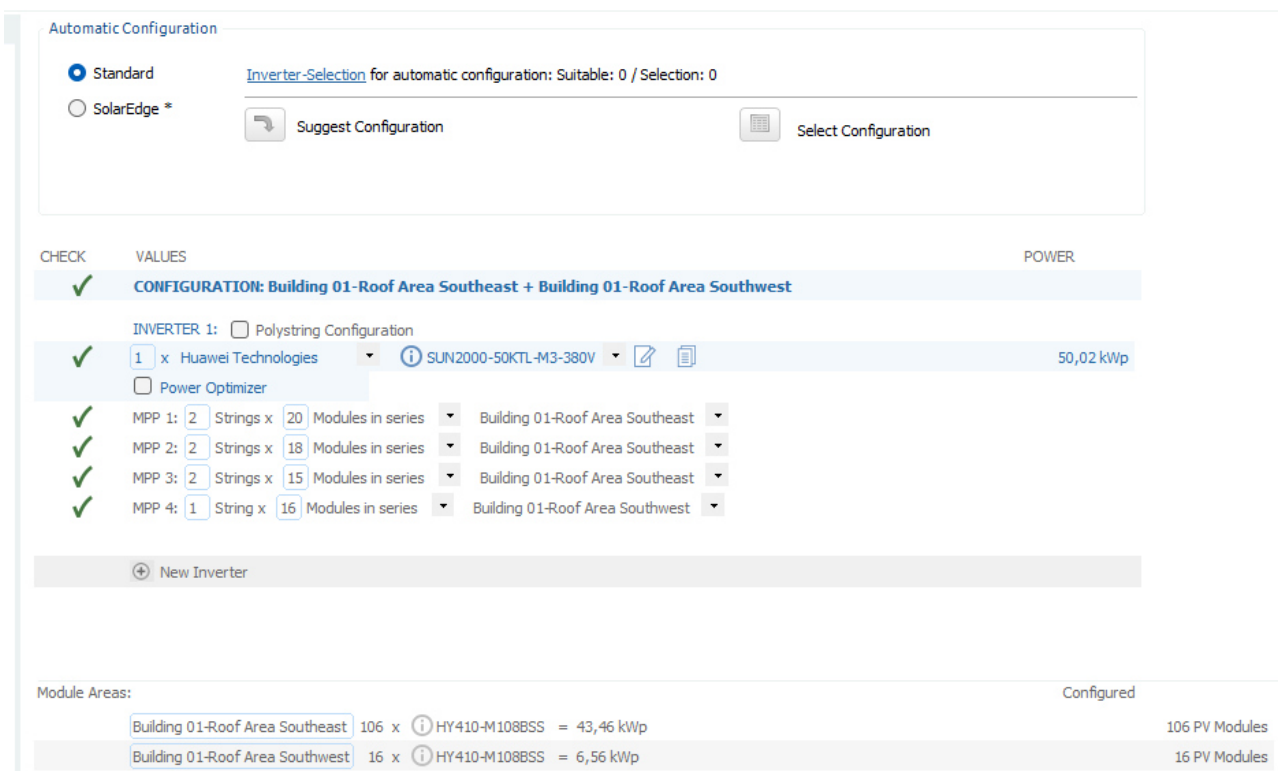 Automatic Configuration
Standard
Inverter-Selection for automatic configuration: Suitable: 0 / Selection: 0
SolarEdge *
Suggest Configuration
Select Configuration
CHECK VALUES POWER
CONFIGURATION: Building 01-Roof Area Southeast + Building 01-Roof Area Southwest
INVERTER 1: Polystring Configuration
1 x Huawei Technologies SUN2000-50KTL-M3-380V 50,02 kWp
Power Optimizer
MPP 1: 2 Strings x 20 Modules in series Building 01-Roof Area Southeast
MPP 2: 2 Strings x 18 Modules in series Building 01-Roof Area Southeast
MPP 3: 2 Strings x 15 Modules in series Building 01-Roof Area Southeast
MPP 4: 1 String x 16 Modules in series Building 01-Roof Area Southwest
New Inverter
Module Areas: Configured
Building 01-Roof Area Southeast 106 x HY410-M108BSS = 43,46 kWp 106 PV Modules
Building 01-Roof Area Southwest 16 x HY410-M108BSS = 6,56 kWp 16 PV Modules